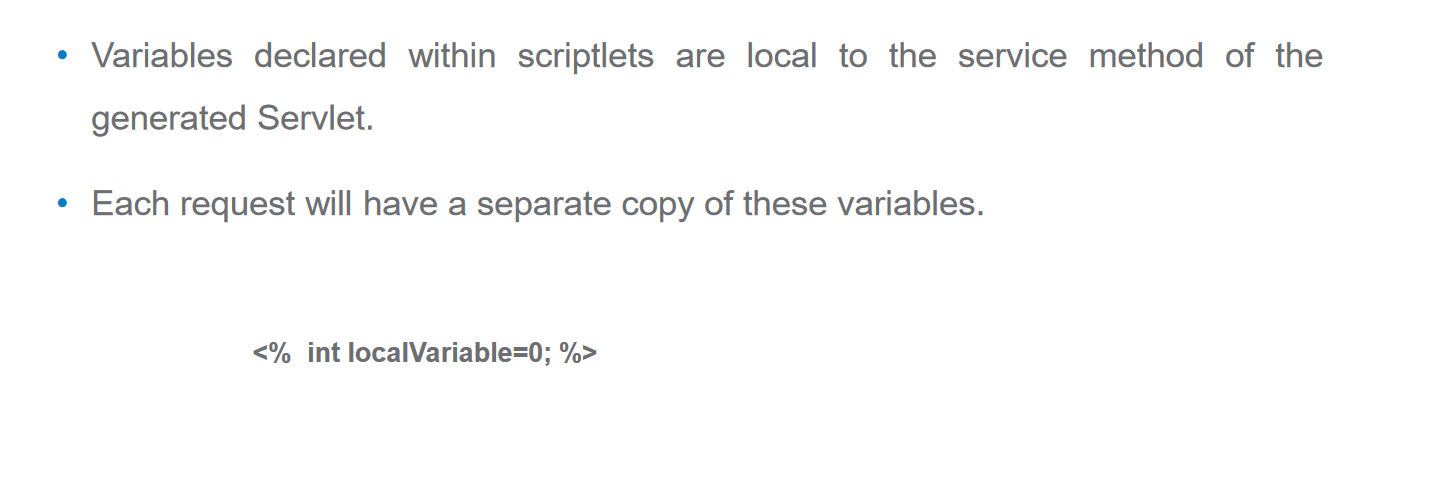 • Variables declared within scriptlets are local to the service method of the
generated Servlet.
• Each request will have a separate copy of these variables.
<% int localVariable=0; %>